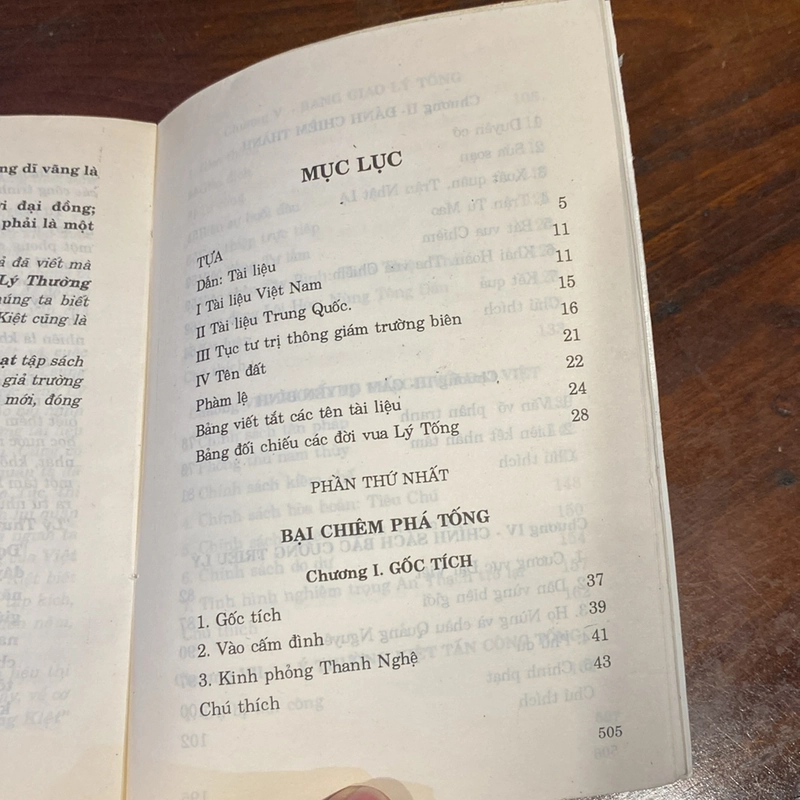 ng dĩ vãng là
i đại đồng;
phải là một
ả đã viết mà
Lý Thường
húng ta biết
Kiệt cũng là
ạt tập sách
giả trường
mới, đóng
MỤC LỤC
TỰA 5
Dẫn: Tài liệu 11
I Tài liệu Việt Nam 11
II Tài liệu Trung Quốc. 15
III Tục tư trị thông giám trường biên 16
IV Tên đất 21
Phàm lệ 22
Bảng viết tắt các tên tài liệu 24
Bảng đối chiếu các đời vua Lý Tống 28
PHẦN THỨ NHẤT
BẠI CHIÊM PHÁ TỐNG
Chương I. GỐC TÍCH
1. Gốc tích 37
2. Vào cấm đình 39
3. Kinh phỏng Thanh Nghệ 41
Chú thích 43
505